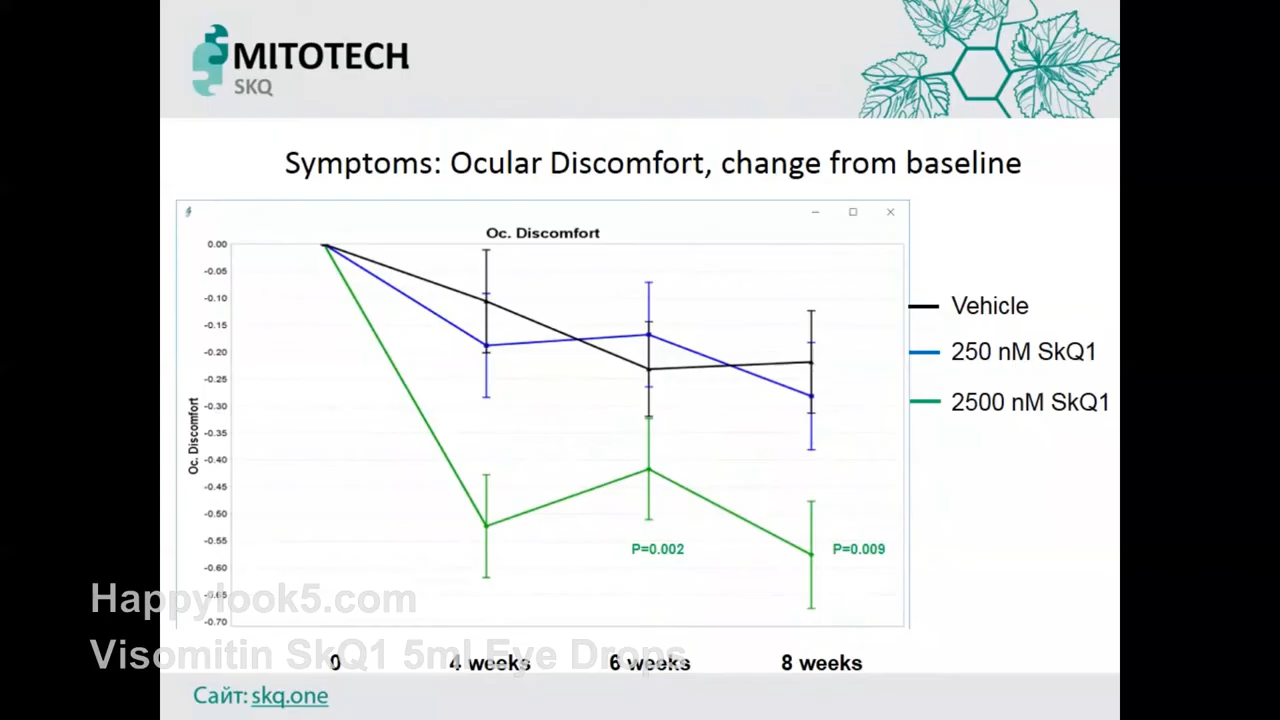 MITOTECH
SKQ
Symptoms: Ocular Discomfort, change from baseline
Oc. Discomfort
0.00
-0.05
-0.10
-0.15
-0.20
-0.25
-0.30
-0.35
-0.40
-0.45
-0.50
-0.55
-0.60
-0.65
-0.70
Oc. Discomfort
P=0.002
P=0.009
Vehicle
250 nM SkQ1
2500 nM SkQ1
0 4 weeks 6 weeks 8 weeks
Happylook5.com
Visomitin SkQ1 5ml Eye Drops
Сайт: skq.one